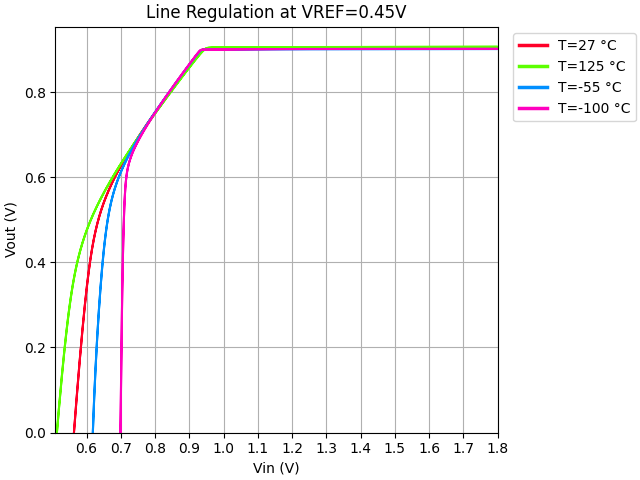 Line Regulation at VREF=0.45V
T=27 °C
T=125 °C
T=-55 °C
T=-100 °C
Vout (V)
0.8
0.6
0.4
0.2
0.0
0.6 0.7 0.8 0.9 1.0 1.1 1.2 1.3 1.4 1.5 1.6 1.7 1.8
Vin (V)